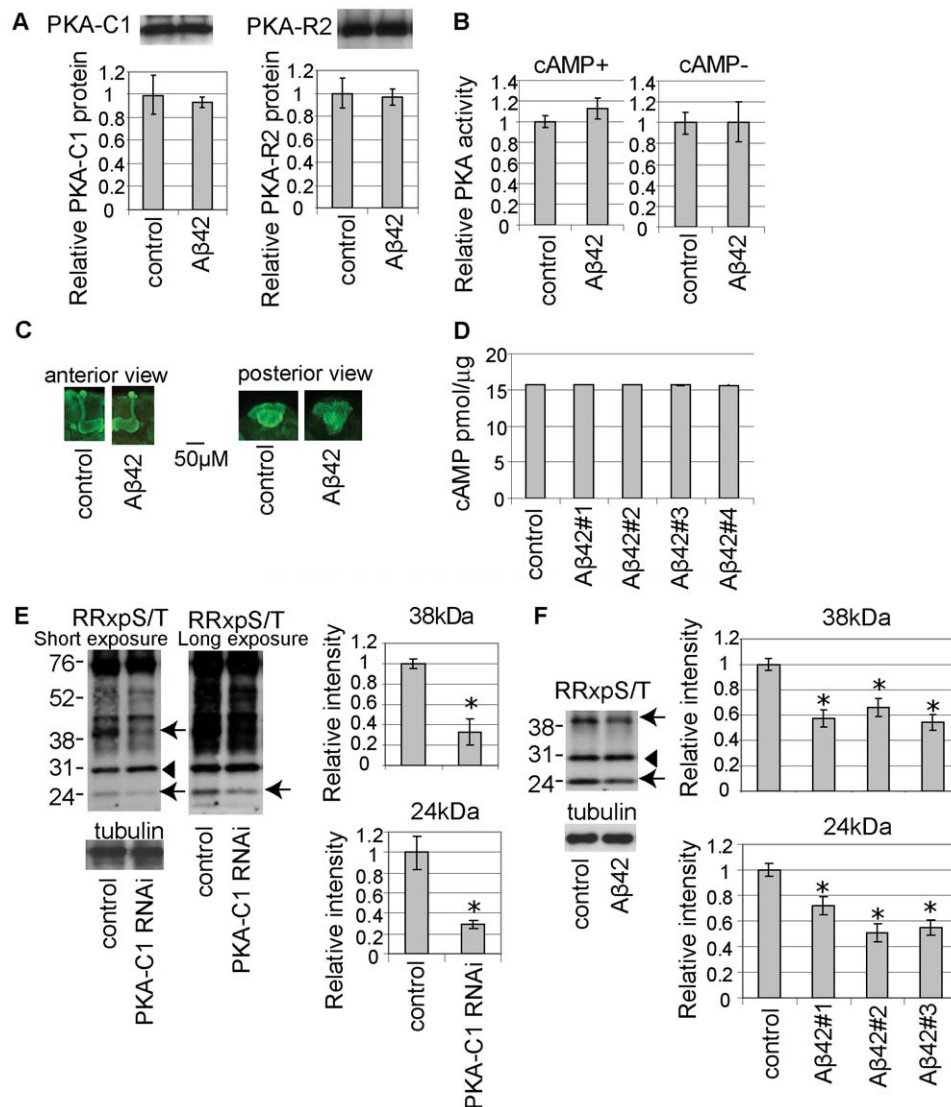 A
PKA-C1
PKA-R2
Relative PKA-C1 protein
1.2
1
0.8
0.6
0.4
0.2
0
control
Aβ42
Relative PKA-R2 protein
1.2
1
0.8
0.6
0.4
0.2
0
control
Aβ42
B
cAMP+
cAMP-
Relative PKA activity
1.4
1.2
1
0.8
0.6
0.4
0.2
0
control
Aβ42
1.4
1.2
1
0.8
0.6
0.4
0.2
0
control
Aβ42
C
anterior view
posterior view
control
Aβ42
50µM
control
Aβ42
D
cAMP pmol/µg
20
15
10
5
0
control
Aβ42#1
Aβ42#2
Aβ42#3
Aβ42#4
E
RRxpS/T
Short exposure
RRxpS/T
Long exposure
76-
52-
38-
31-
24-
tubulin
control
PKA-C1 RNAi
control
PKA-C1 RNAi
38kDa
Relative intensity
1.2
1
0.8
0.6
0.4
0.2
0
*
24kDa
Relative intensity
1.2
1
0.8
0.6
0.4
0.2
0
*
control
PKA-C1 RNAi
F
RRxpS/T
38-
31-
24-
tubulin
control
Aβ42
38kDa
Relative intensity
1.2
1
0.8
0.6
0.4
0.2
0
* * *
24kDa
Relative intensity
1.2
1
0.8
0.6
0.4
0.2
0
* * *
control
Aβ42#1
Aβ42#2
Aβ42#3